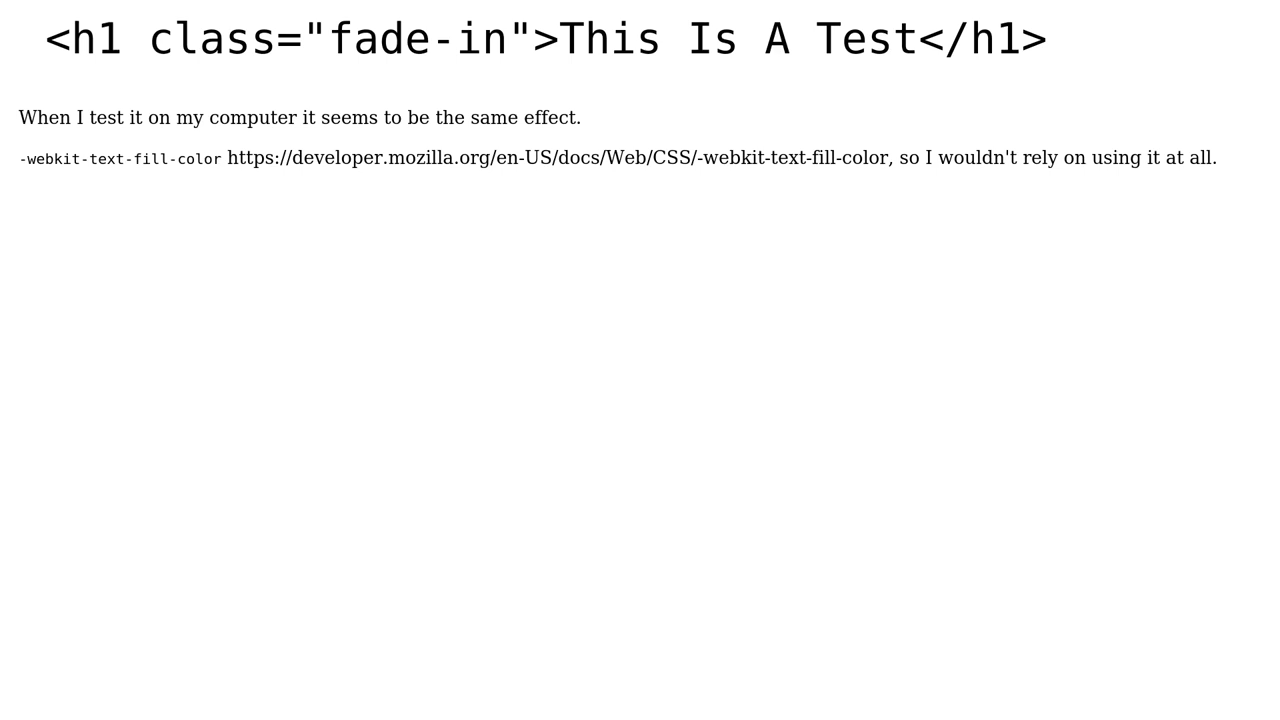 <h1 class="fade-in">This Is A Test</h1>
When I test it on my computer it seems to be the same effect.
-webkit-text-fill-color https://developer.mozilla.org/en-US/docs/Web/CSS/-webkit-text-fill-color, so I wouldn't rely on using it at all.